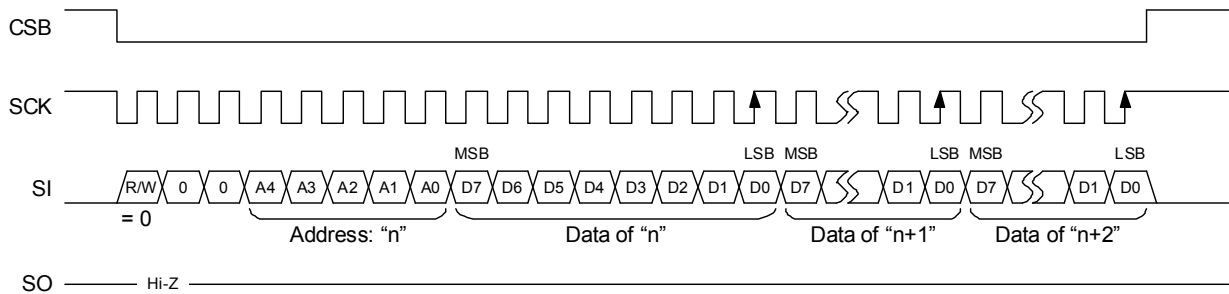 CSB
SCK
MSB LSB MSB LSB MSB LSB
SI R/W 0 0 A4 A3 A2 A1 A0 D7 D6 D5 D4 D3 D2 D1 D0 D7 D1 D0 D7 D1 D0
= 0
Address: “n” Data of “n” Data of “n+1” Data of “n+2”
SO Hi-Z